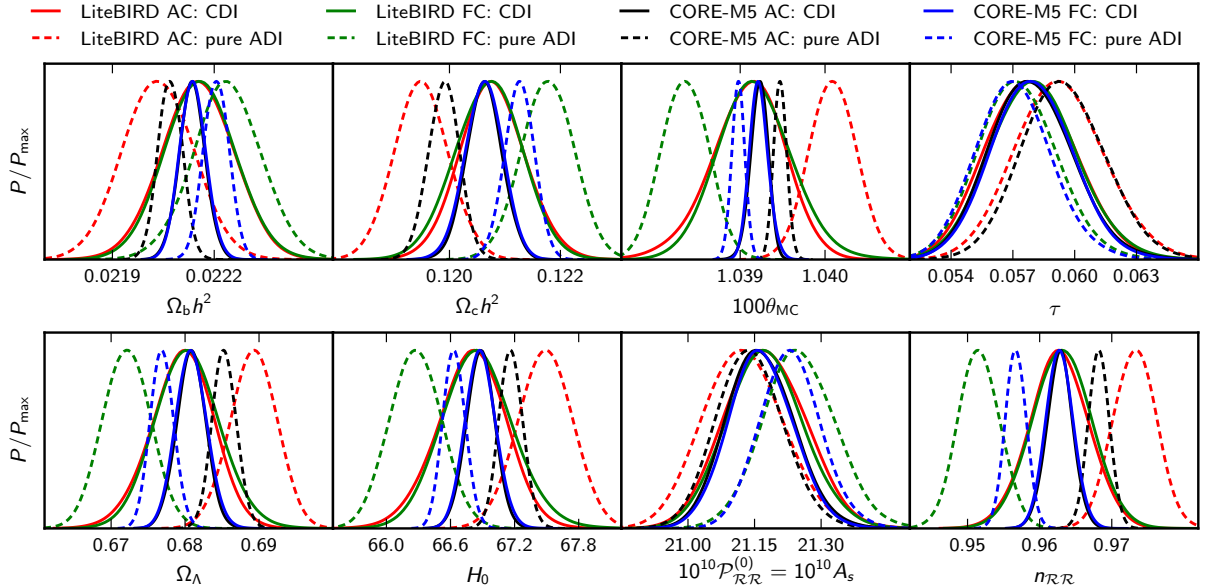 LiteBIRD AC: CDI LiteBIRD FC: CDI CORE-M5 AC: CDI CORE-M5 FC: CDI
LiteBIRD AC: pure ADI LiteBIRD FC: pure ADI CORE-M5 AC: pure ADI CORE-M5 FC: pure ADI
P/P_max
0.0219 0.0222 0.120 0.122 1.039 1.040 0.054 0.057 0.060 0.063
Ω_b h² Ω_c h² 100θ_MC τ
P/P_max
0.67 0.68 0.69 66.0 66.6 67.2 67.8 21.00 21.15 21.30 0.95 0.96 0.97
Ω_Λ H_0 10^10 𝒫_ℛℛ^(0) = 10^10 A_s n_ℛℛ